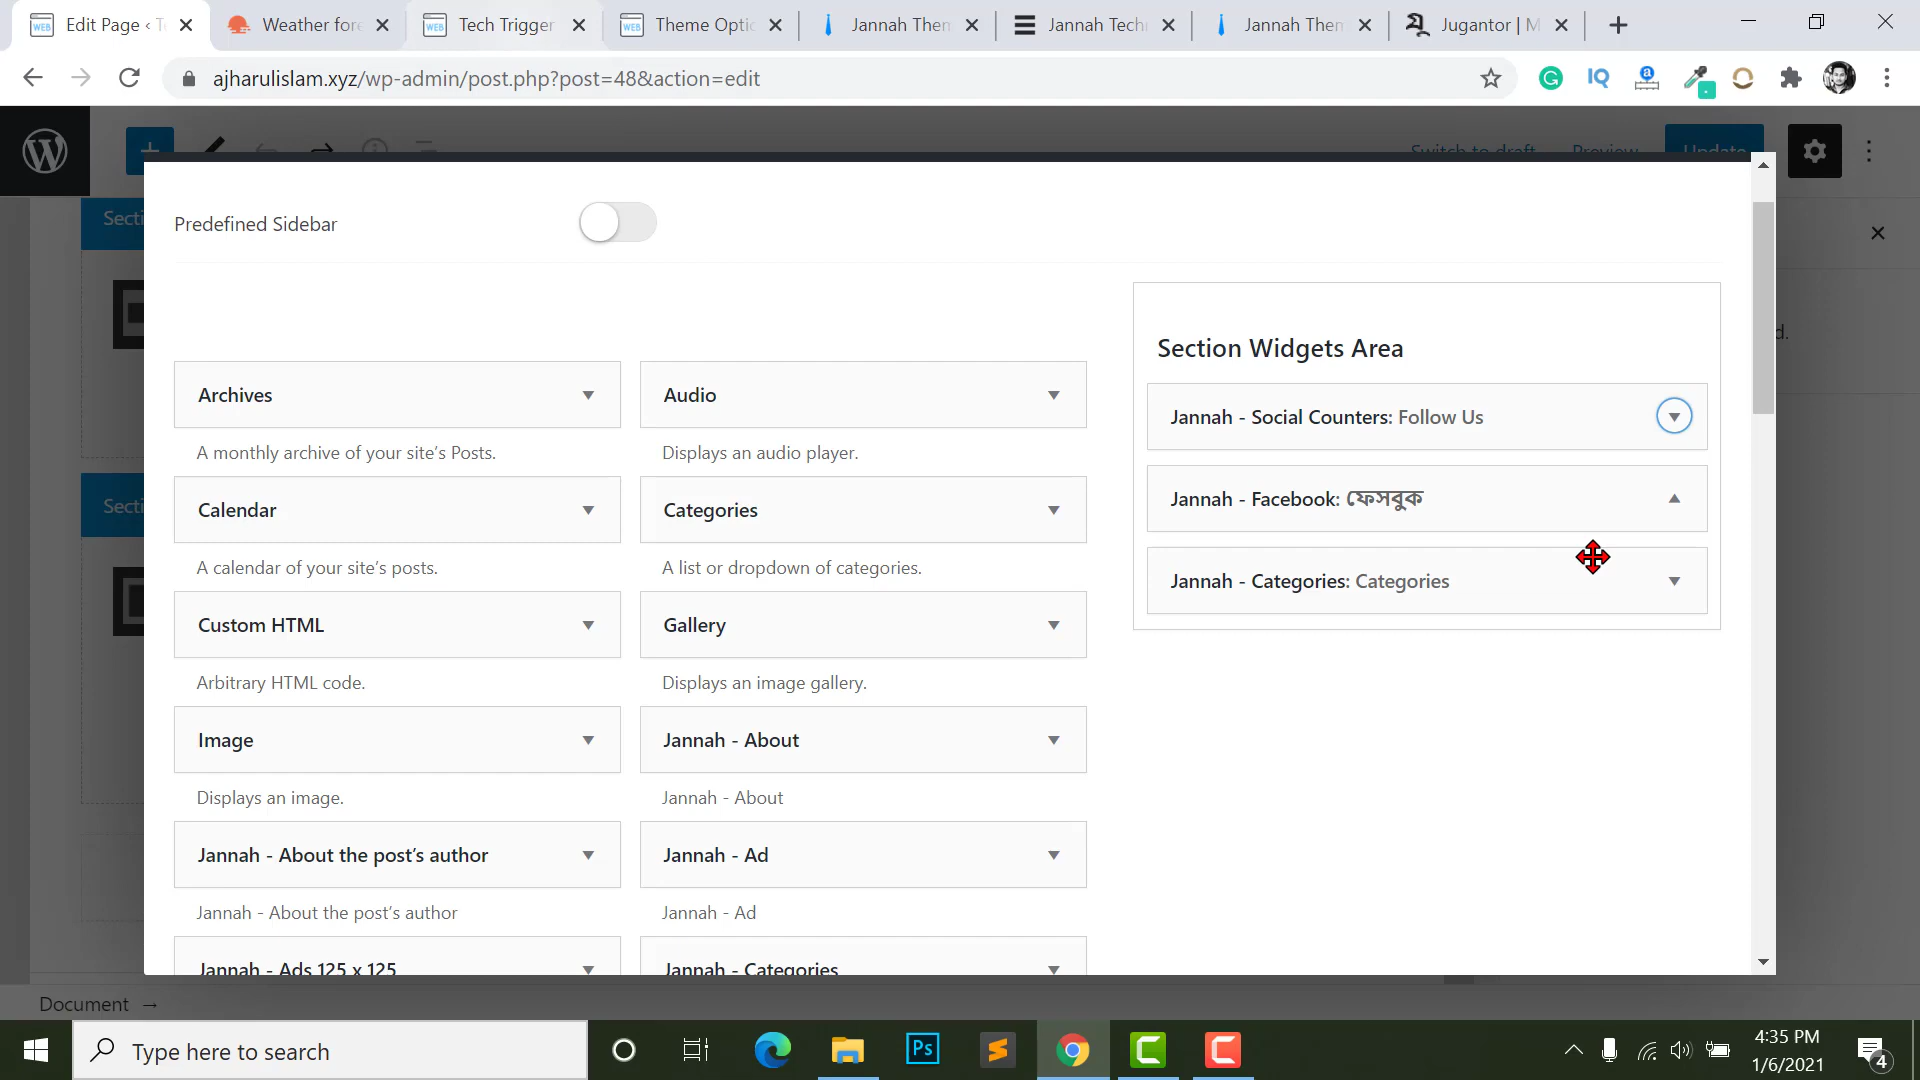 Edit Page ‹ T
Weather fore
Tech Trigger
Theme Optio
Jannah Them
Jannah Techn
Jannah Them
Jugantor | M
ajharulislam.xyz/wp-admin/post.php?post=48&action=edit
Switch to draft
Preview
Update
Secti
Predefined Sidebar
Section Widgets Area
Archives
Audio
Jannah - Social Counters: Follow Us
A monthly archive of your site's Posts.
Displays an audio player.
Calendar
Categories
Jannah - Facebook: ফেসবুক
Secti
A calendar of your site's posts.
A list or dropdown of categories.
Jannah - Categories: Categories
Custom HTML
Gallery
Arbitrary HTML code.
Displays an image gallery.
Image
Jannah - About
Displays an image.
Jannah - About
Jannah - About the post's author
Jannah - Ad
Jannah - About the post's author
Jannah - Ad
Jannah - Ads 125 x 125
Jannah - Categories
d.
Document →
Type here to search
Ps
4:35 PM
1/6/2021
4